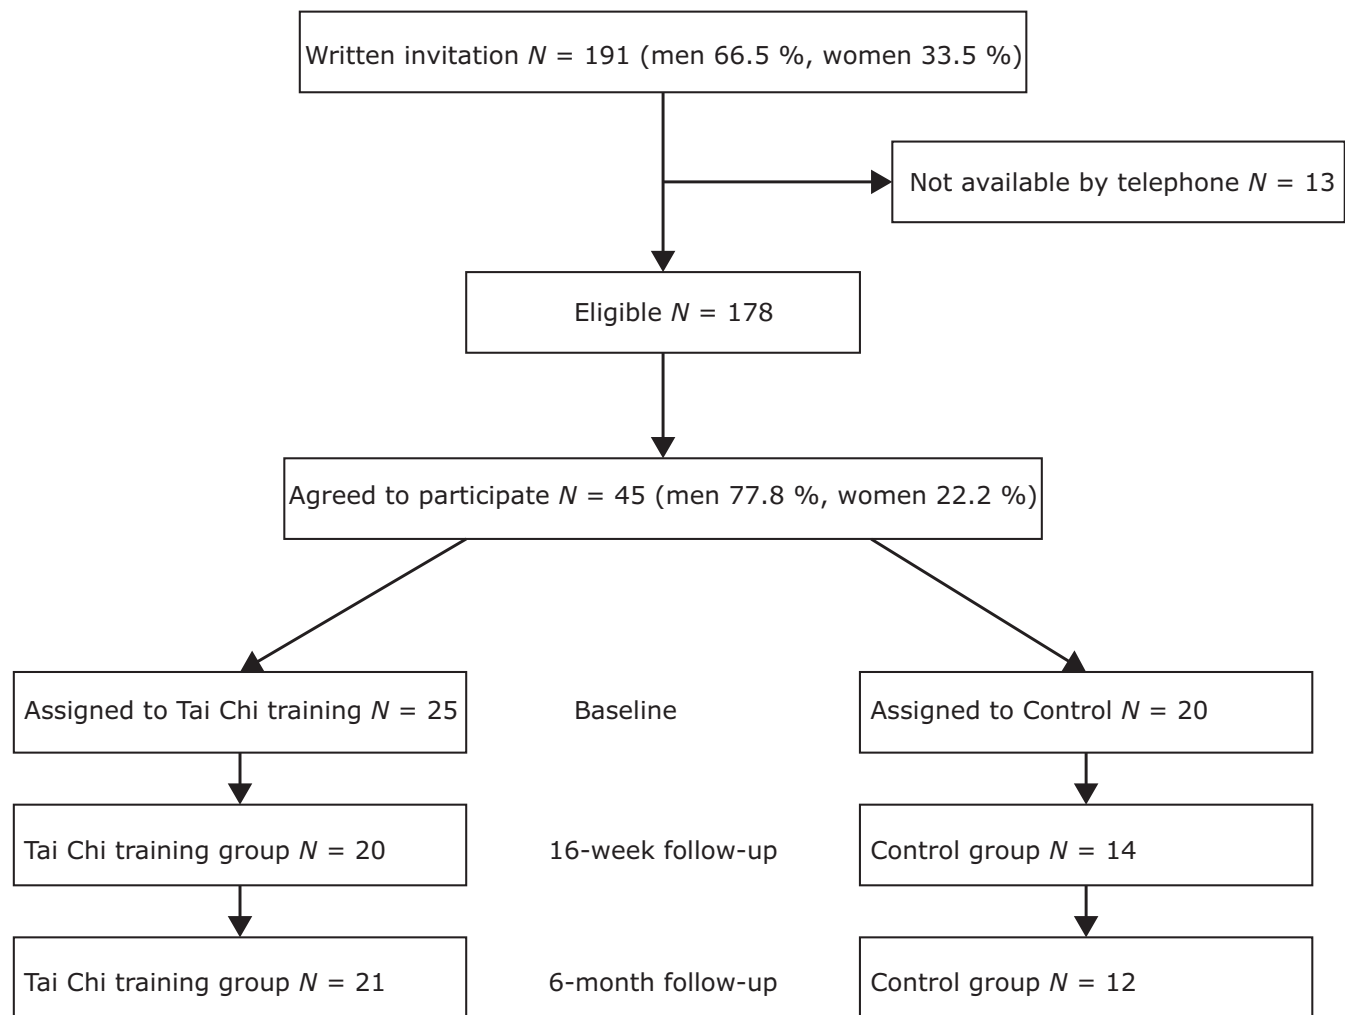 Written invitation N = 191 (men 66.5 %, women 33.5 %)
Not available by telephone N = 13
Eligible N = 178
Agreed to participate N = 45 (men 77.8 %, women 22.2 %)
Assigned to Tai Chi training N = 25
Baseline
Assigned to Control N = 20
Tai Chi training group N = 20
16-week follow-up
Control group N = 14
Tai Chi training group N = 21
6-month follow-up
Control group N = 12